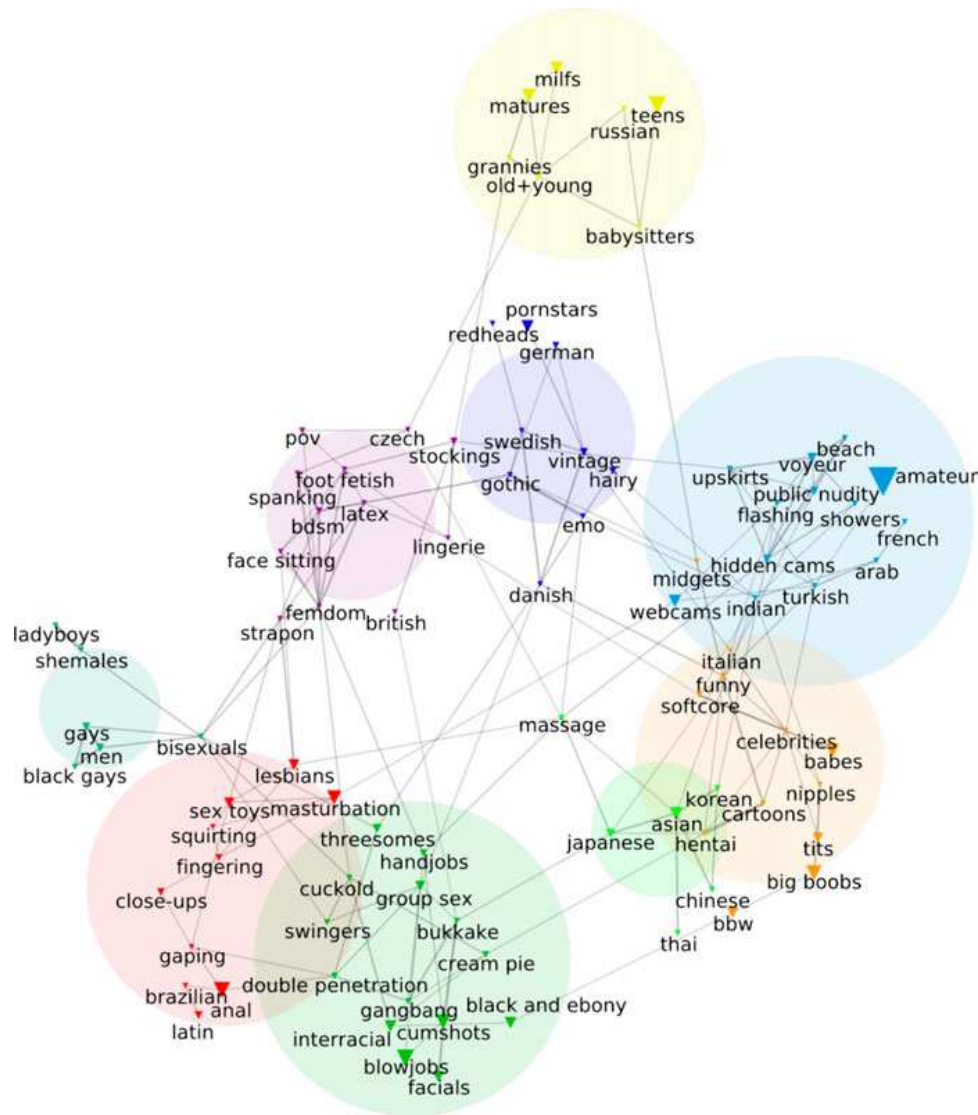 milfs
matures
teens
russian
grannies
old+young
babysitters
pornstars
redheads
german
pov
czech
swedish
stockings
vintage
beach
voyeur
foot fetish
upskirts
amateur
spanking
gothic
hairy
public nudity
latex
flashing
showers
bdsm
emo
french
face sitting
lingerie
hidden cams
arab
midgets
danish
turkish
femdom
british
webcams
indian
strapon
ladyboys
shemales
italian
funny
softcore
massage
gays
men
bisexuals
celebrities
babes
black gays
lesbians
korean
nipples
sex toys
masturbation
asian
cartoons
squirting
threesomes
japanese
hentai
tits
fingering
handjobs
cuckold
group sex
big boobs
close-ups
chinese
swingers
bukkake
bbw
thai
gaping
cream pie
double penetration
brazilian
anal
gangbang
black and ebony
latin
interracial
cumshots
blowjobs
facials